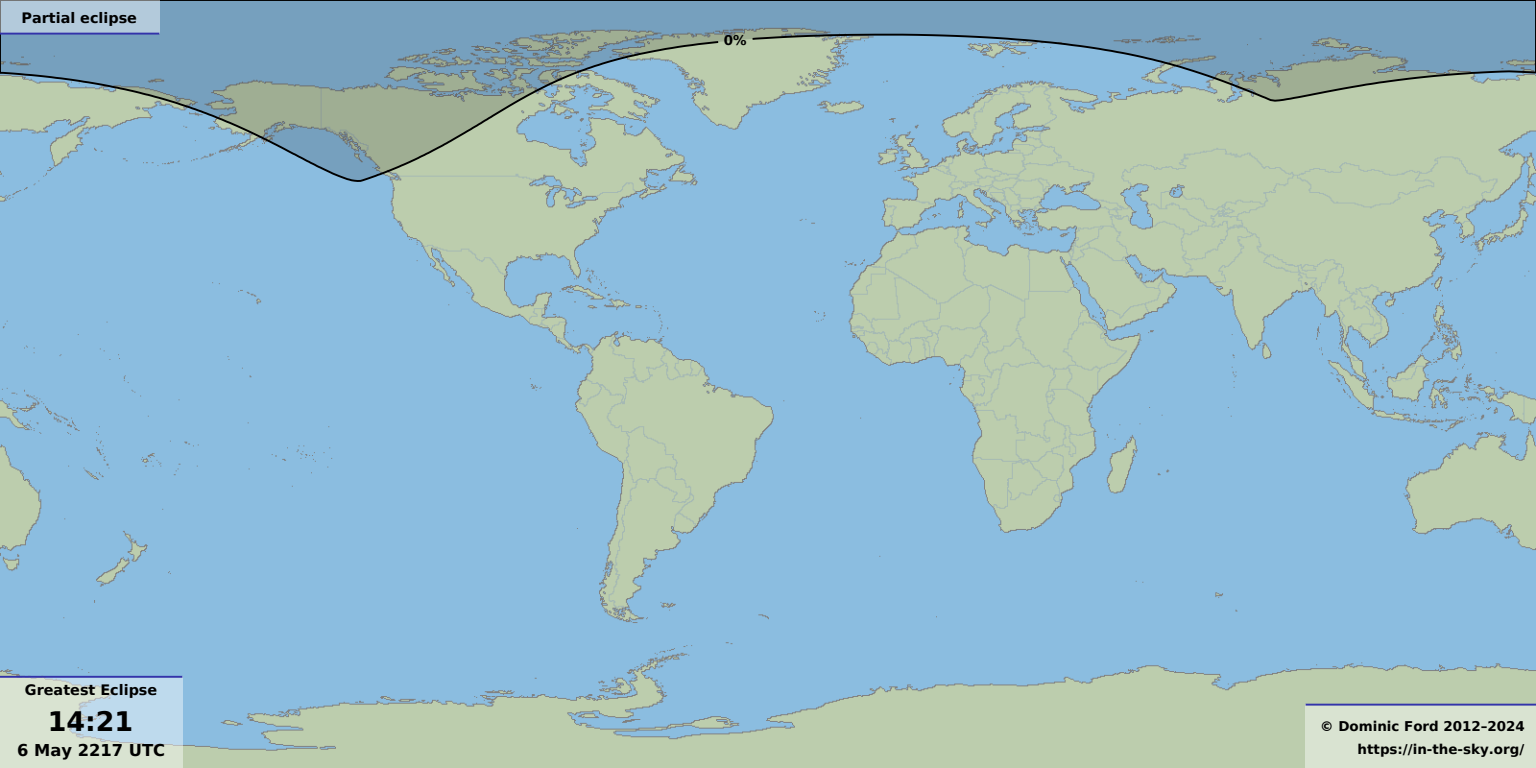 Partial eclipse
0%
Greatest Eclipse
14:21
6 May 2217 UTC
© Dominic Ford 2012–2024
https://in-the-sky.org/